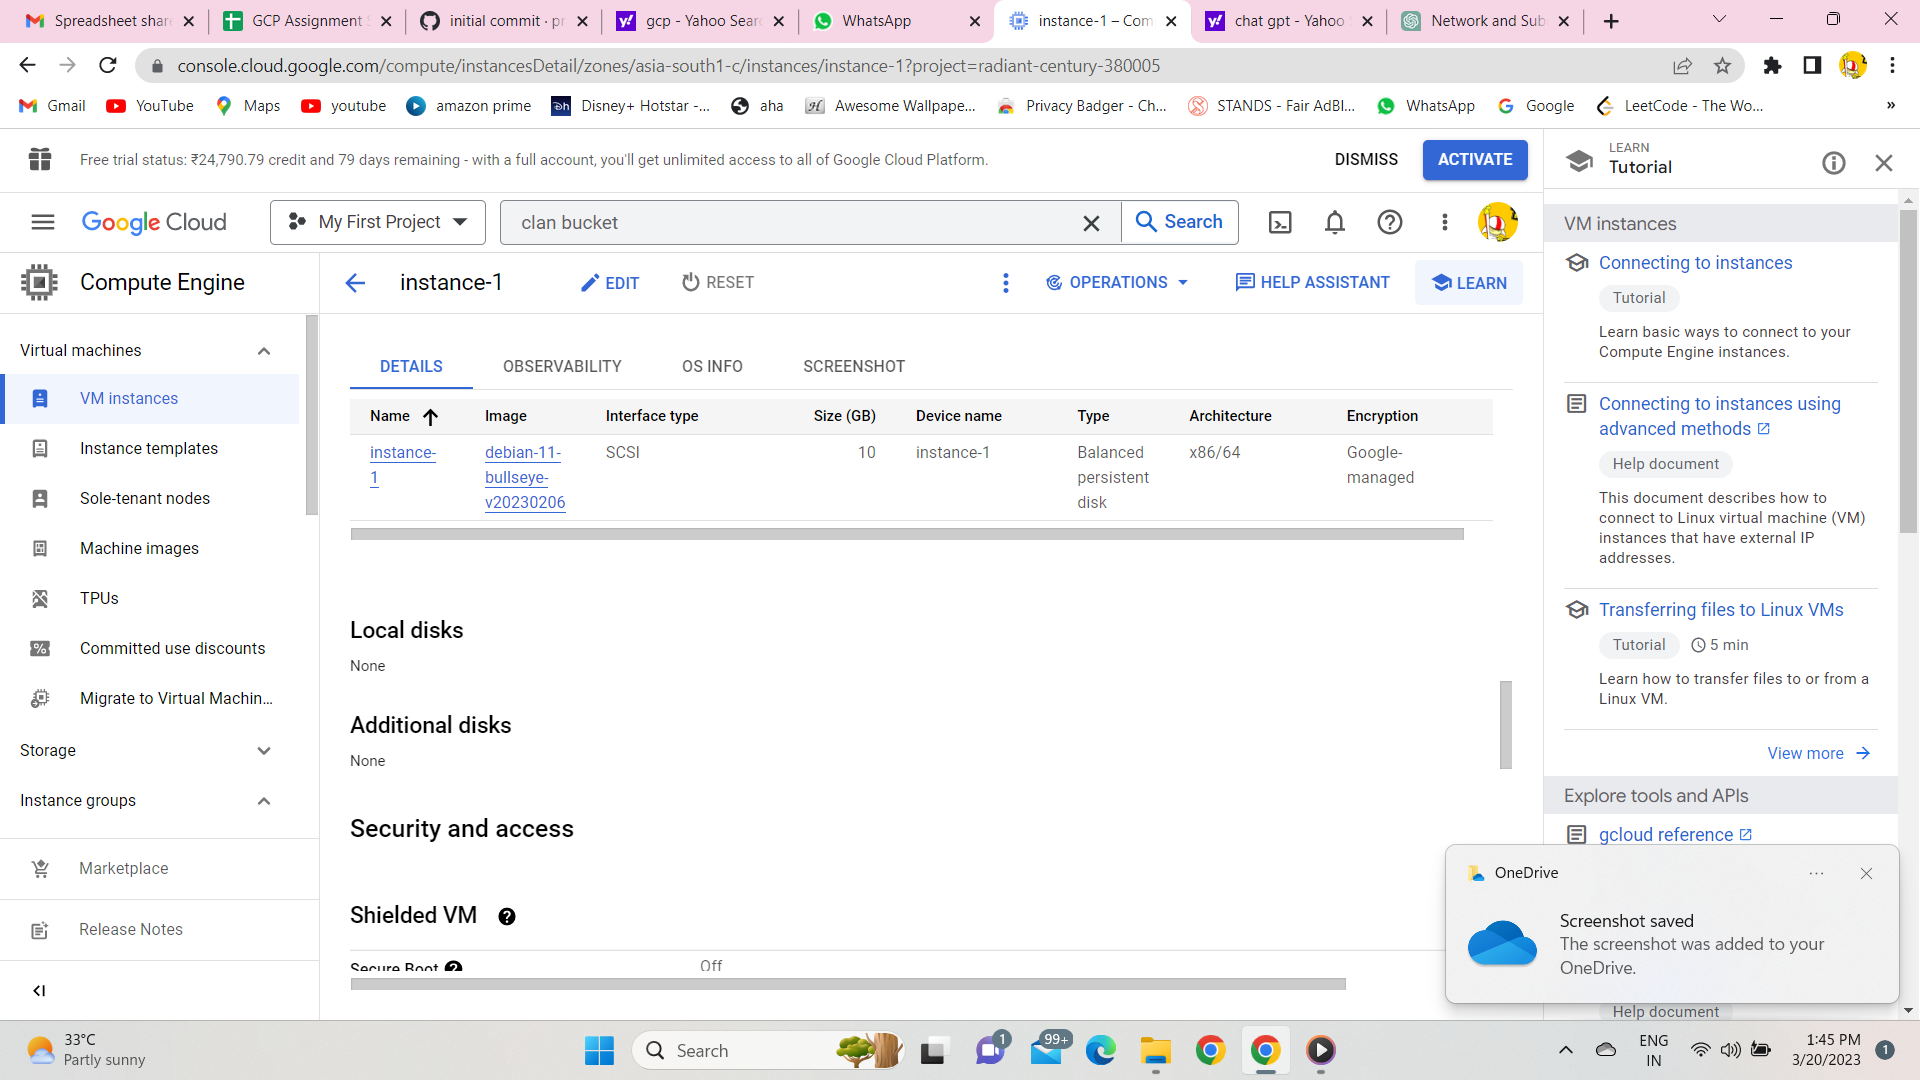 Spreadsheet share
GCP Assignment S
initial commit · pr
gcp - Yahoo Searc
WhatsApp
instance-1 – Com
chat gpt - Yahoo S
Network and Sub
console.cloud.google.com/compute/instancesDetail/zones/asia-south1-c/instances/instance-1?project=radiant-century-380005
Gmail
YouTube
Maps
youtube
amazon prime
Disney+ Hotstar -...
aha
Awesome Wallpape...
Privacy Badger - Ch...
STANDS - Fair AdBl...
WhatsApp
Google
LeetCode - The Wo...
»
Free trial status: ₹24,790.79 credit and 79 days remaining - with a full account, you'll get unlimited access to all of Google Cloud Platform.
DISMISS
ACTIVATE
LEARN
Tutorial
Google Cloud
My First Project
clan bucket
Search
VM instances
Compute Engine
instance-1
EDIT
RESET
OPERATIONS
HELP ASSISTANT
LEARN
Virtual machines
VM instances
Instance templates
Sole-tenant nodes
Machine images
TPUs
Committed use discounts
Migrate to Virtual Machin...
Storage
Instance groups
Marketplace
Release Notes
DETAILS
OBSERVABILITY
OS INFO
SCREENSHOT
Name Image Interface type Size (GB) Device name Type Architecture Encryption
instance- debian-11- SCSI 10 instance-1 Balanced x86/64 Google-
1 bullseye- persistent managed
v20230206 disk
Local disks
None
Additional disks
None
Security and access
Shielded VM
Secure Boot Off
Connecting to instances
Tutorial
Learn basic ways to connect to your
Compute Engine instances.
Connecting to instances using
advanced methods
Help document
This document describes how to
connect to Linux virtual machine (VM)
instances that have external IP
addresses.
Transferring files to Linux VMs
Tutorial 5 min
Learn how to transfer files to or from a
Linux VM.
View more
Explore tools and APIs
gcloud reference
OneDrive
Screenshot saved
The screenshot was added to your
OneDrive.
Help document
33°C
Partly sunny
Search
1
99+
ENG
IN
1:45 PM
3/20/2023
1